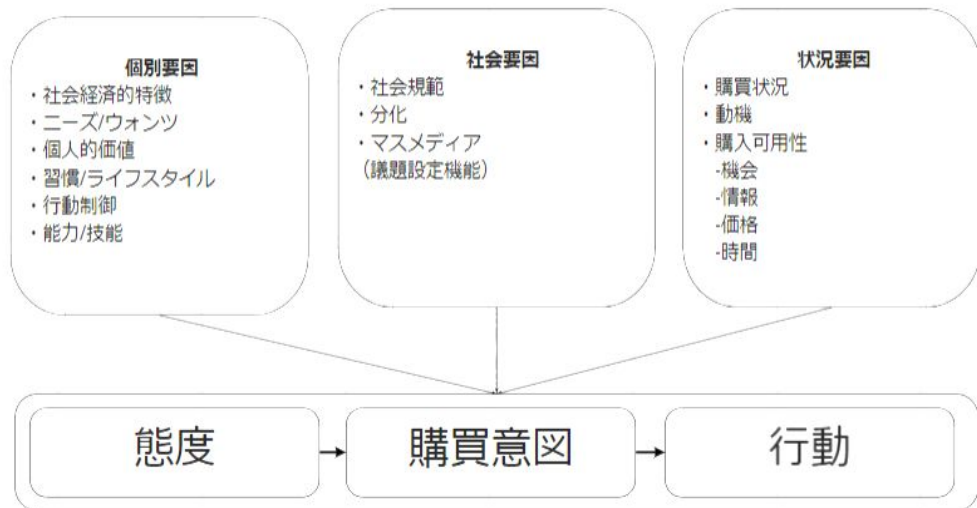 個別要因
・社会経済的特徴
・ニーズ/ウォンツ
・個人的価値
・習慣/ライフスタイル
・行動制御
・能力/技能
社会要因
・社会規範
・分化
・マスメディア
（議題設定機能）
状況要因
・購買状況
・動機
・購入可用性
-機会
-情報
-価格
-時間
態度
購買意図
行動